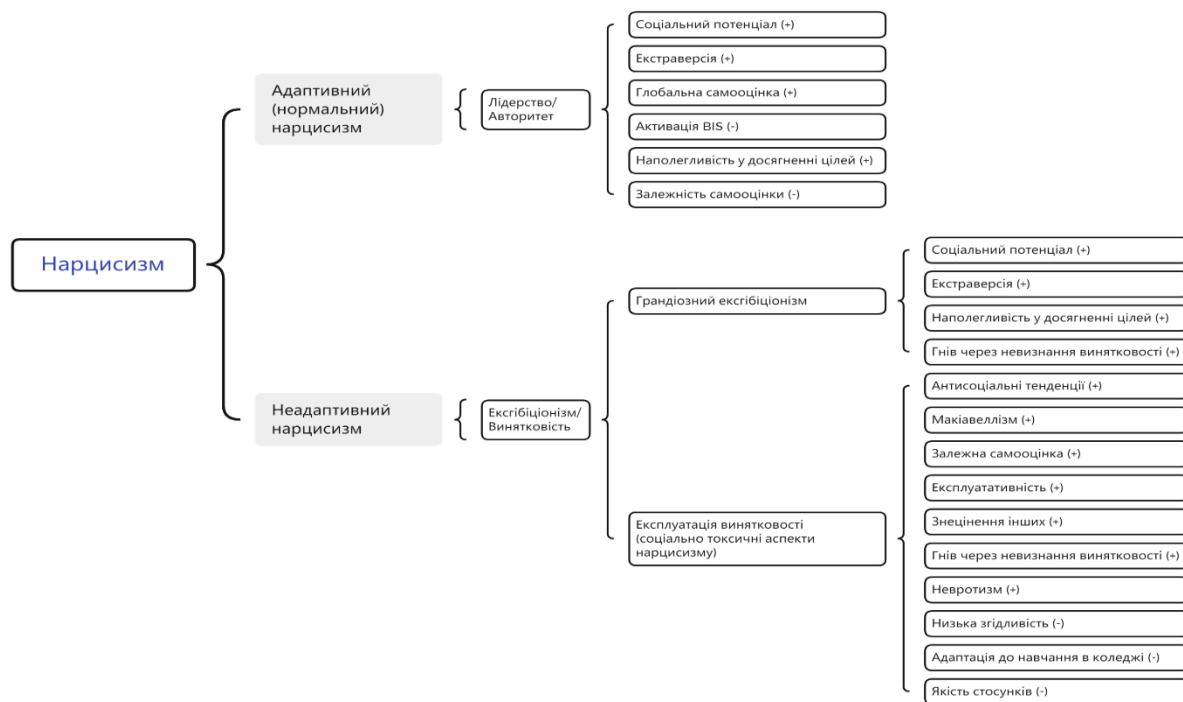 Нарцисизм
Адаптивний
(нормальний)
нарцисизм
Лідерство/
Авторитет
Соціальний потенціал (+)
Екстраверсія (+)
Глобальна самооцінка (+)
Активація BIS (-)
Наполегливість у досягненні цілей (+)
Залежність самооцінки (-)
Неадаптивний
нарцисизм
Ексгібіціонізм/
Винятковість
Грандіозний ексгібіціонізм
Соціальний потенціал (+)
Екстраверсія (+)
Наполегливість у досягненні цілей (+)
Гнів через невизнання винятковості (+)
Експлуатація винятковості
(соціально токсичні аспекти
нарцисизму)
Антисоціальні тенденції (+)
Макіавеллізм (+)
Залежна самооцінка (+)
Експлуатативність (+)
Знецінення інших (+)
Гнів через невизнання винятковості (+)
Невротизм (+)
Низька згідливість (-)
Адаптація до навчання в коледжі (-)
Якість стосунків (-)